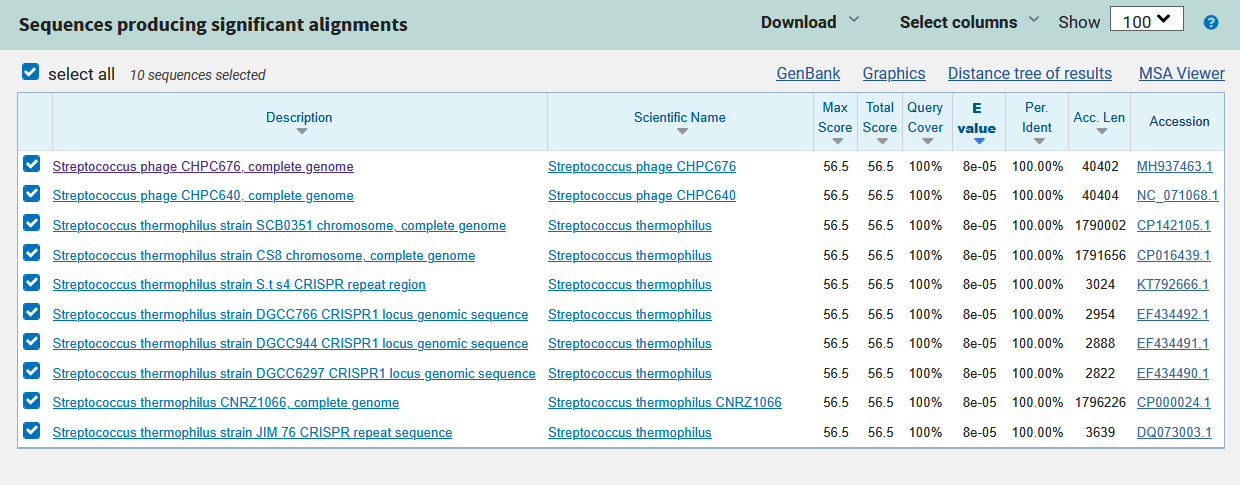 Sequences producing significant alignments Download Select columns Show 100 ?
select all 10 sequences selected GenBank Graphics Distance tree of results MSA Viewer
Description Scientific Name Max Score Total Score Query Cover E value Per. Ident Acc. Len Accession
Streptococcus phage CHPC676, complete genome Streptococcus phage CHPC676 56.5 56.5 100% 8e-05 100.00% 40402 MH937463.1
Streptococcus phage CHPC640, complete genome Streptococcus phage CHPC640 56.5 56.5 100% 8e-05 100.00% 40404 NC_071068.1
Streptococcus thermophilus strain SCB0351 chromosome, complete genome Streptococcus thermophilus 56.5 56.5 100% 8e-05 100.00% 1790002 CP142105.1
Streptococcus thermophilus strain CS8 chromosome, complete genome Streptococcus thermophilus 56.5 56.5 100% 8e-05 100.00% 1791656 CP016439.1
Streptococcus thermophilus strain S.t s4 CRISPR repeat region Streptococcus thermophilus 56.5 56.5 100% 8e-05 100.00% 3024 KT792666.1
Streptococcus thermophilus strain DGCC766 CRISPR1 locus genomic sequence Streptococcus thermophilus 56.5 56.5 100% 8e-05 100.00% 2954 EF434492.1
Streptococcus thermophilus strain DGCC944 CRISPR1 locus genomic sequence Streptococcus thermophilus 56.5 56.5 100% 8e-05 100.00% 2888 EF434491.1
Streptococcus thermophilus strain DGCC6297 CRISPR1 locus genomic sequence Streptococcus thermophilus 56.5 56.5 100% 8e-05 100.00% 2822 EF434490.1
Streptococcus thermophilus CNRZ1066, complete genome Streptococcus thermophilus CNRZ1066 56.5 56.5 100% 8e-05 100.00% 1796226 CP000024.1
Streptococcus thermophilus strain JIM 76 CRISPR repeat sequence Streptococcus thermophilus 56.5 56.5 100% 8e-05 100.00% 3639 DQ073003.1